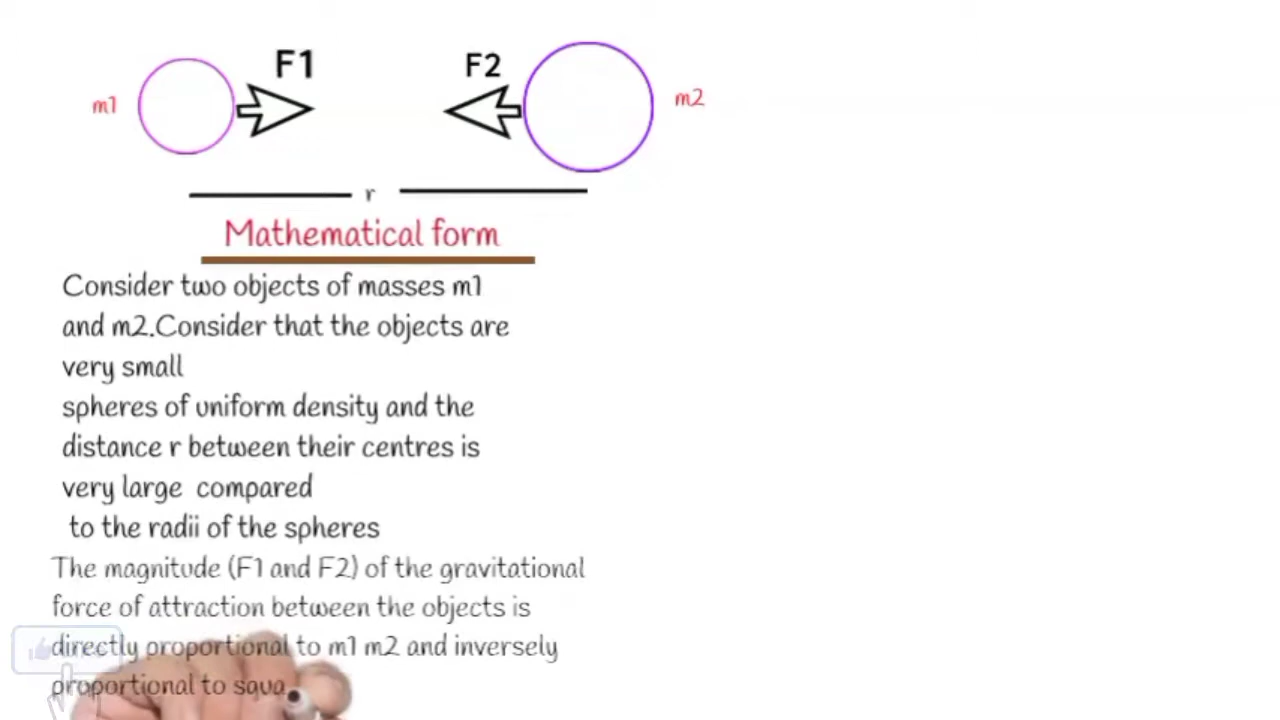 F1 F2
m1 m2
r
Mathematical form
Consider two objects of masses m1
and m2.Consider that the objects are
very small
spheres of uniform density and the
distance r between their centres is
very large compared
to the radii of the spheres
The magnitude (F1 and F2) of the gravitational
force of attraction between the objects is
directly proportional to m1 m2 and inversely
proportional to squa